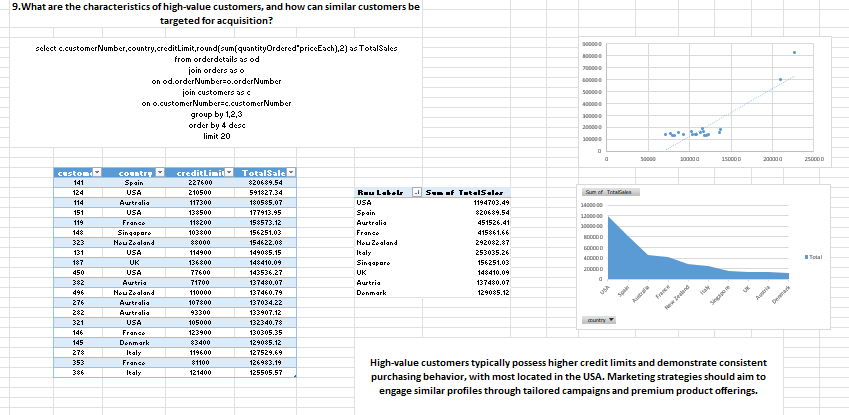 9.What are the characteristics of high-value customers, and how can similar customers be
targeted for acquisition?
select c.customerNumber,country,creditLimit,round(sum(quantityOrdered*priceEach),2) as TotalSales
from orderdetails as od
join orders as o
on od.orderNumber=o.orderNumber
join customers as c
on o.customerNumber=c.customerNumber
group by 1,2,3
order by 4 desc
limit 20
custome country creditLimit TotalSale
141 Spain 227600 820689.54
124 USA 210500 591827.34
114 Australia 117300 180585.07
151 USA 138500 177913.95
119 France 118200 158573.12
148 Singapore 103800 156251.03
323 New Zealand 88000 154622.08
131 USA 114900 149085.15
187 UK 136800 148410.09
450 USA 77600 143536.27
382 Austria 71700 137480.07
496 New Zealand 110000 137460.79
276 Australia 107800 137034.22
282 Australia 93300 133907.12
321 USA 105000 132340.78
146 France 123900 130305.35
145 Denmark 83400 129085.12
278 Italy 119600 127529.69
353 France 81100 126983.19
386 Italy 121400 125505.57
Row Labels Sum of TotalSales
USA 1194703.49
Spain 820689.54
Australia 451526.41
France 415861.66
New Zealand 292082.87
Italy 253035.26
Singapore 156251.03
UK 148410.09
Austria 137480.07
Denmark 129085.12
900000
800000
700000
600000
500000
400000
300000
200000
100000
0
0 50000 100000 150000 200000 250000
Sum of TotalSales
1400000
1200000
1000000
800000
600000
400000
200000
0
Total
USA Spain Australia France New Zealand Italy Singapore UK Austria Denmark
country
High-value customers typically possess higher credit limits and demonstrate consistent
purchasing behavior, with most located in the USA. Marketing strategies should aim to
engage similar profiles through tailored campaigns and premium product offerings.